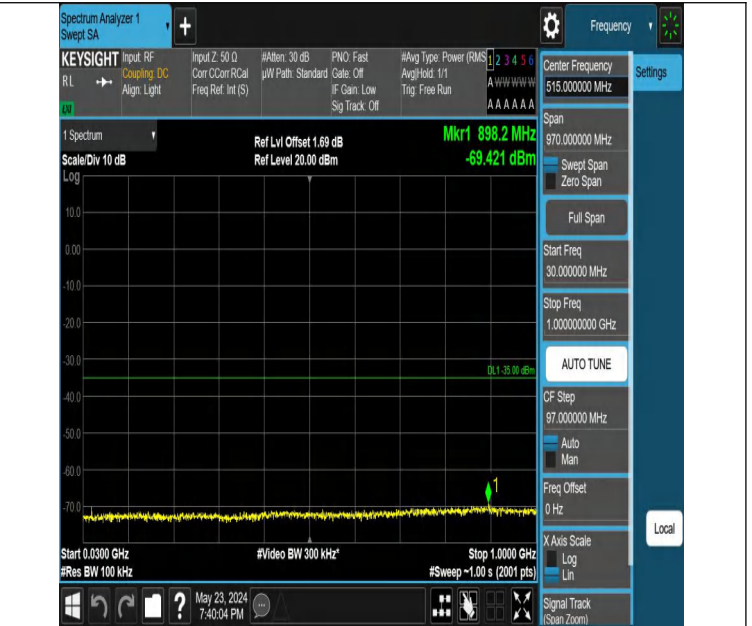 Spectrum Analyzer 1
Swept SA
Frequency
KEYSIGHT
Input: RF
Coupling: DC
Align: Light
Input Z: 50 Ω
Corr CCorr RCal
Freq Ref: Int (S)
#Atten: 30 dB
µW Path: Standard
PNO: Fast
Gate: Off
IF Gain: Low
Sig Track: Off
#Avg Type: Power (RMS
Avg|Hold: 1/1
Trig: Free Run
1 2 3 4 5 6
A W W W W W
A A A A A A
R L
LXI
1 Spectrum
Scale/Div 10 dB
Ref Lvl Offset 1.69 dB
Ref Level 20.00 dBm
Mkr1 898.2 MHz
-69.421 dBm
Log
10.0
0.00
-10.0
-20.0
-30.0
-40.0
-50.0
-60.0
-70.0
DL1 -35.00 dBm
1
Start 0.0300 GHz
#Res BW 100 kHz
#Video BW 300 kHz*
Stop 1.0000 GHz
#Sweep ~1.00 s (2001 pts)
May 23, 2024
7:40:04 PM
Center Frequency
515.000000 MHz
Settings
Span
970.000000 MHz
Swept Span
Zero Span
Full Span
Start Freq
30.000000 MHz
Stop Freq
1.000000000 GHz
AUTO TUNE
CF Step
97.000000 MHz
Auto
Man
Freq Offset
0 Hz
Local
X Axis Scale
Log
Lin
Signal Track
(Span Zoom)